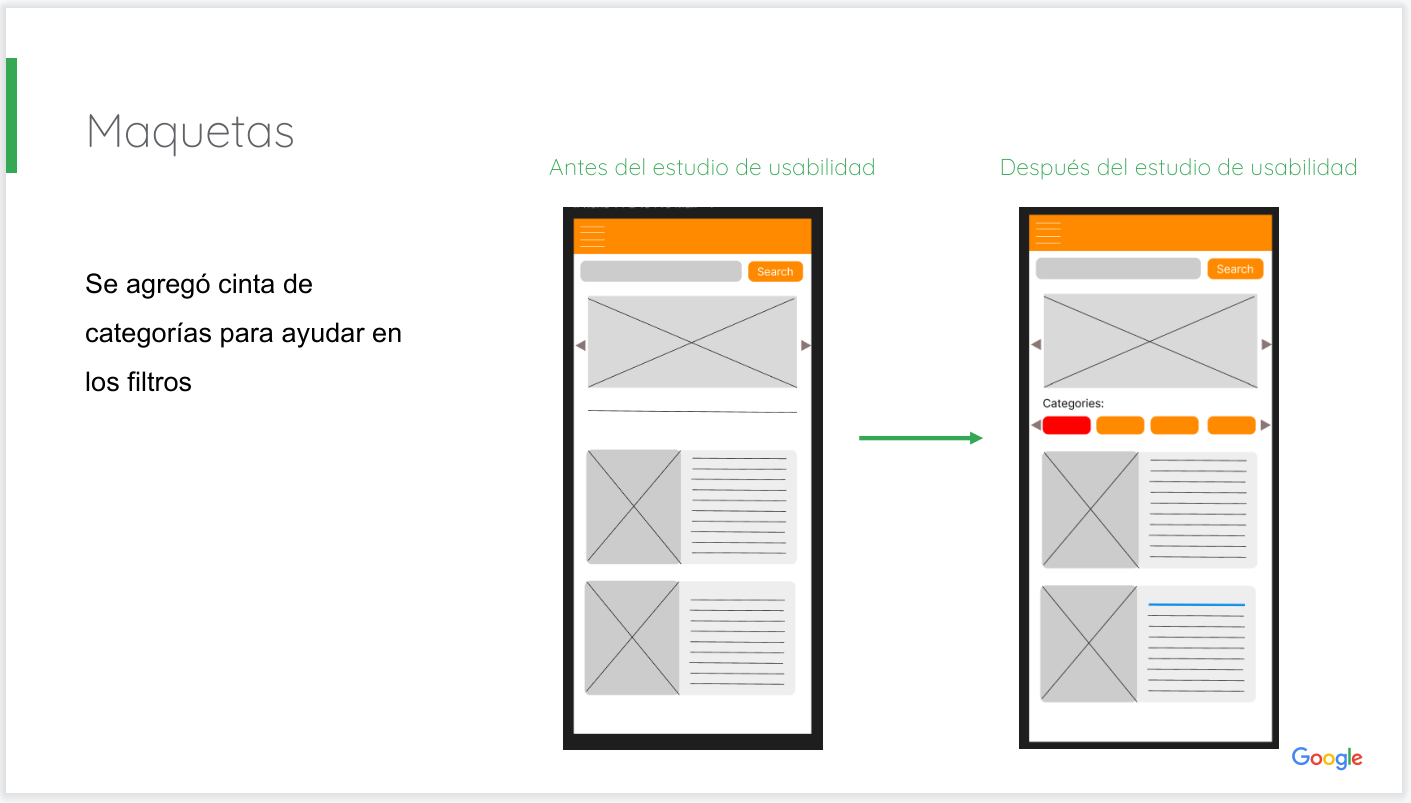 Maquetas
Antes del estudio de usabilidad
Después del estudio de usabilidad
Se agregó cinta de
categorías para ayudar en
los filtros
Search
Search
Categories:
Google